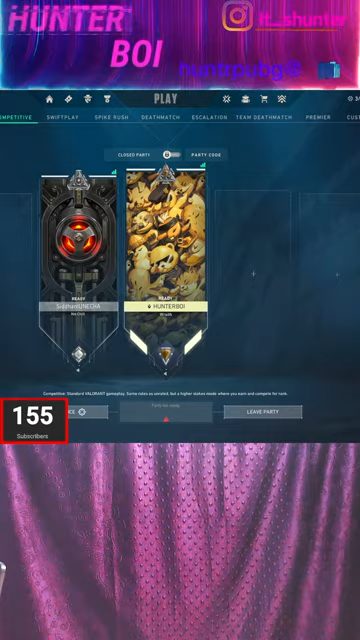 HUNTER
BOI
it_shunter
huntrpubg@
PLAY
SWIFTPLAY
SPIKE RUSH
DEATHMATCH
ESCALATION
TEAM DEATHMATCH
PREMIER
CLOSED PARTY
PARTY CODE
READY
SiddhantUNECHA
READY
HUNTERBOI
Competitive: Standard VALORANT gameplay. Same rules as unrated, but a higher stakes mode where you earn and compete for rank.
155
Subscribers
LEAVE PARTY